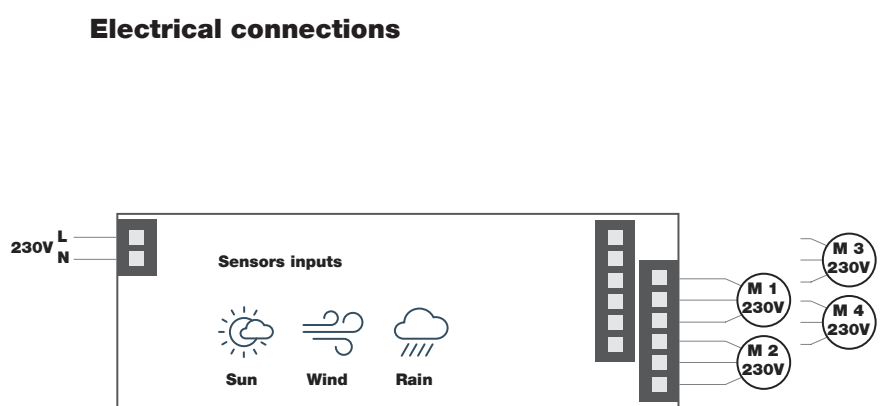 Electrical connections
230V
L
N
Sensors inputs
Sun Wind Rain
M 1
230V
M 2
230V
M 3
230V
M 4
230V